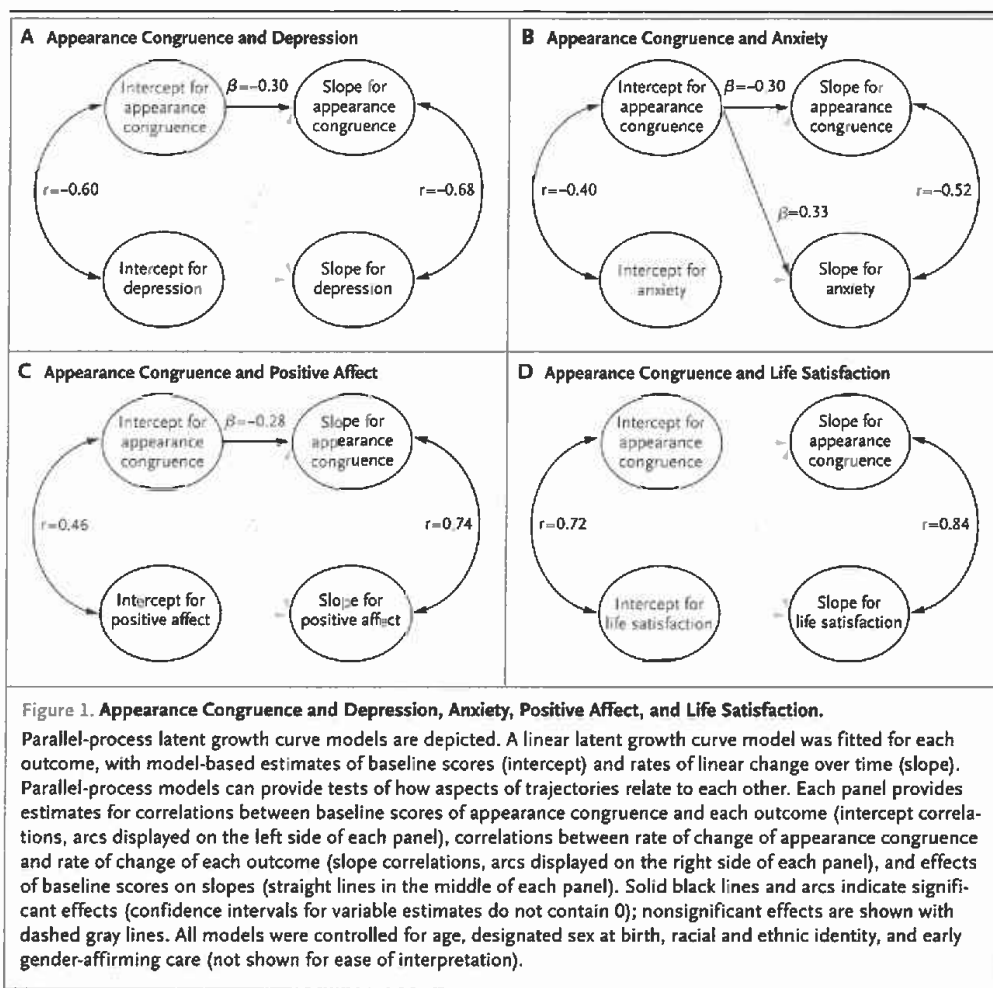 A Appearance Congruence and Depression
Intercept for
appearance
congruence
β=−0.30
Slope for
appearance
congruence
r=−0.60
r=−0.68
Intercept for
depression
Slope for
depression
B Appearance Congruence and Anxiety
Intercept for
appearance
congruence
β=−0.30
Slope for
appearance
congruence
r=−0.40
r=−0.52
β=0.33
Intercept for
anxiety
Slope for
anxiety
C Appearance Congruence and Positive Affect
Intercept for
appearance
congruence
β=−0.28
Slope for
appearance
congruence
r=0.46
r=0.74
Intercept for
positive affect
Slope for
positive affect
D Appearance Congruence and Life Satisfaction
Intercept for
appearance
congruence
Slope for
appearance
congruence
r=0.72
r=0.84
Intercept for
life satisfaction
Slope for
life satisfaction
Figure 1. Appearance Congruence and Depression, Anxiety, Positive Affect, and Life Satisfaction.
Parallel-process latent growth curve models are depicted. A linear latent growth curve model was fitted for each
outcome, with model-based estimates of baseline scores (intercept) and rates of linear change over time (slope).
Parallel-process models can provide tests of how aspects of trajectories relate to each other. Each panel provides
estimates for correlations between baseline scores of appearance congruence and each outcome (intercept correla-
tions, arcs displayed on the left side of each panel), correlations between rate of change of appearance congruence
and rate of change of each outcome (slope correlations, arcs displayed on the right side of each panel), and effects
of baseline scores on slopes (straight lines in the middle of each panel). Solid black lines and arcs indicate signifi-
cant effects (confidence intervals for variable estimates do not contain 0); nonsignificant effects are shown with
dashed gray lines. All models were controlled for age, designated sex at birth, racial and ethnic identity, and early
gender-affirming care (not shown for ease of interpretation).